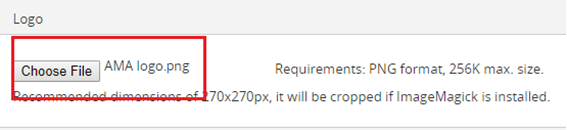 Logo
Choose File AMA logo.png Requirements: PNG format, 256K max. size.
Recommended dimensions of 270x270px, it will be cropped if ImageMagick is installed.